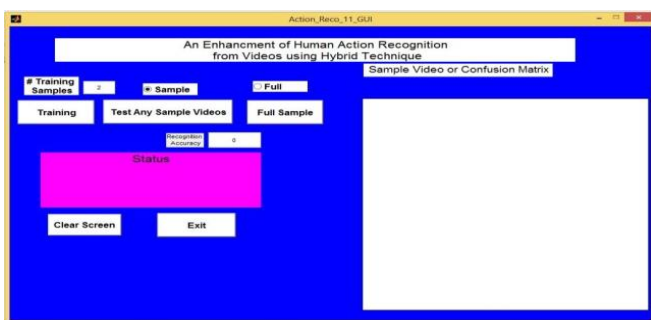 Action_Reco_11_GUI
An Enhancment of Human Action Recognition
from Videos using Hybrid Technique
Sample Video or Confusion Matrix
# Training
Samples
2
Sample
Full
Training
Test Any Sample Videos
Full Sample
Recognition
Accuracy
0
Status
Clear Screen
Exit